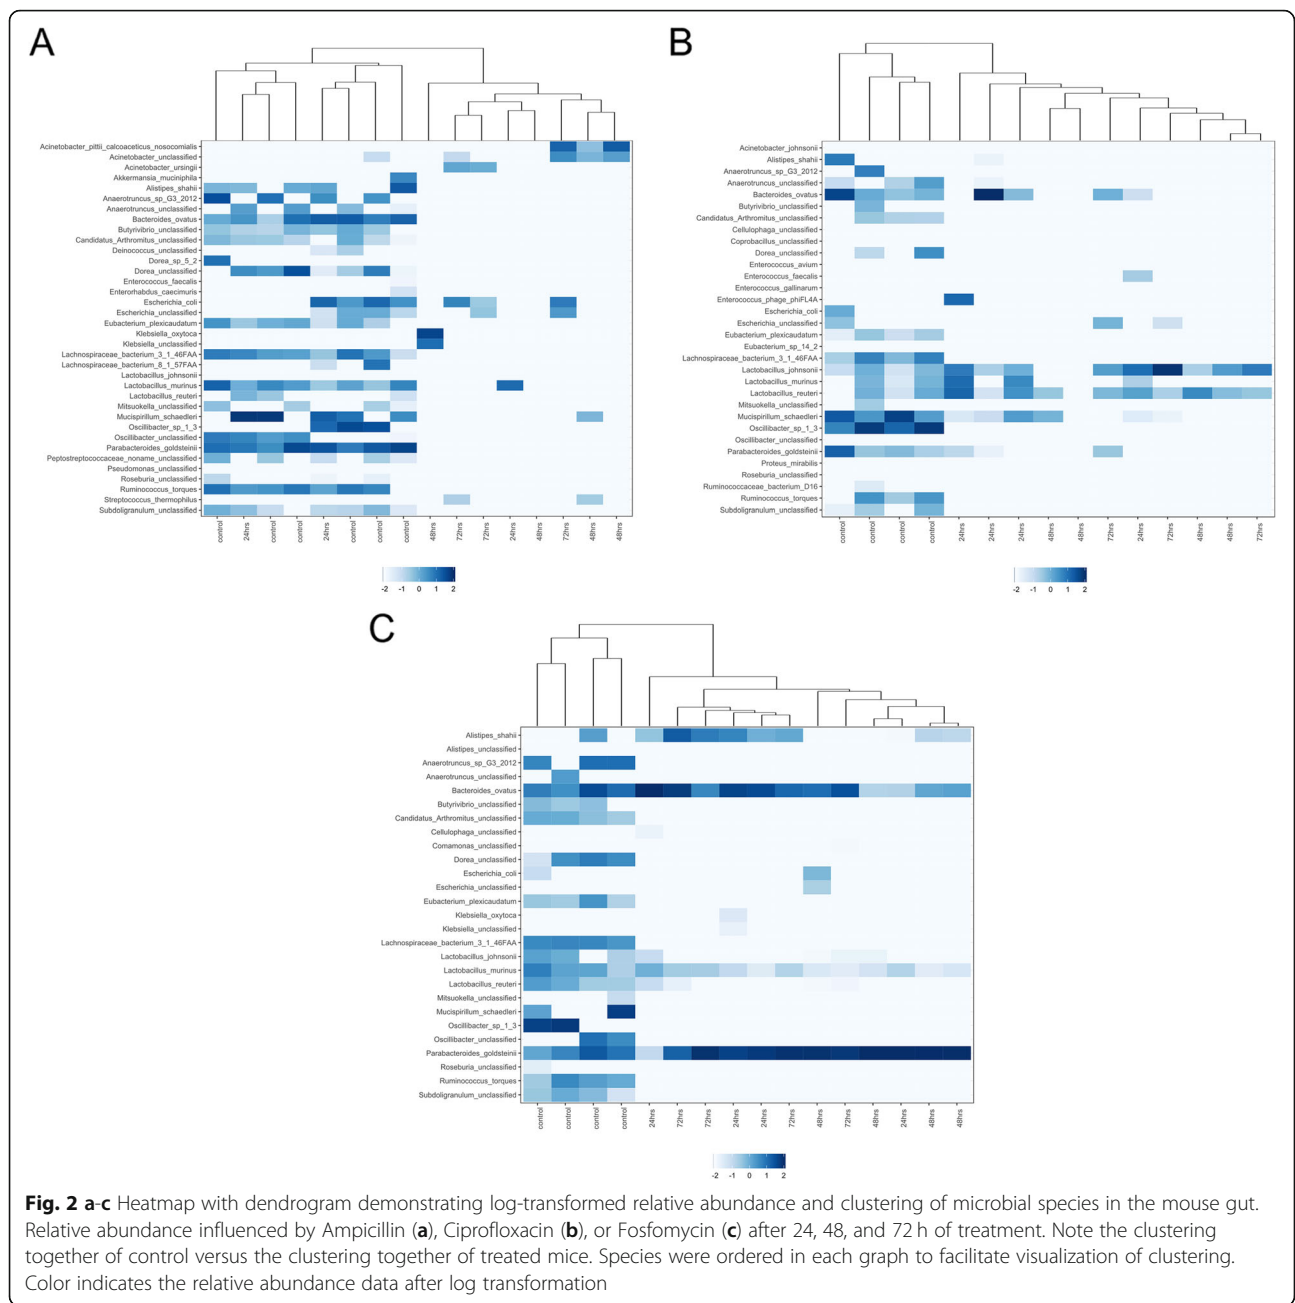 A
Acinetobacter_pittii_calcoaceticus_nosocomialis
Acinetobacter_unclassified
Acinetobacter_ursingii
Akkermansia_muciniphila
Alistipes_shahii
Anaerotruncus_sp_G3_2012
Anaerotruncus_unclassified
Bacteroides_ovatus
Butyrivibrio_unclassified
Candidatus_Arthromitus_unclassified
Deinococcus_unclassified
Dorea_sp_5_2
Dorea_unclassified
Enterococcus_faecalis
Enterorhabdus_caecimuris
Escherichia_coli
Escherichia_unclassified
Eubacterium_plexicaudatum
Klebsiella_oxytoca
Klebsiella_unclassified
Lachnospiraceae_bacterium_3_1_46FAA
Lachnospiraceae_bacterium_8_1_57FAA
Lactobacillus_johnsonii
Lactobacillus_murinus
Lactobacillus_reuteri
Mitsuokella_unclassified
Mucispirillum_schaedleri
Oscillibacter_sp_1_3
Oscillibacter_unclassified
Parabacteroides_goldsteinii
Peptostreptococcaceae_noname_unclassified
Pseudomonas_unclassified
Roseburia_unclassified
Ruminococcus_torques
Streptococcus_thermophilus
Subdoligranulum_unclassified
control 24hrs control control 24hrs control control control 48hrs 72hrs 72hrs 24hrs 48hrs 72hrs 48hrs 48hrs
-2 -1 0 1 2
B
Acinetobacter_johnsonii
Alistipes_shahii
Anaerotruncus_sp_G3_2012
Anaerotruncus_unclassified
Bacteroides_ovatus
Butyrivibrio_unclassified
Candidatus_Arthromitus_unclassified
Cellulophaga_unclassified
Coprobacillus_unclassified
Dorea_unclassified
Enterococcus_avium
Enterococcus_faecalis
Enterococcus_gallinarum
Enterococcus_phage_phiFL4A
Escherichia_coli
Escherichia_unclassified
Eubacterium_plexicaudatum
Eubacterium_sp_14_2
Lachnospiraceae_bacterium_3_1_46FAA
Lactobacillus_johnsonii
Lactobacillus_murinus
Lactobacillus_reuteri
Mitsuokella_unclassified
Mucispirillum_schaedleri
Oscillibacter_sp_1_3
Oscillibacter_unclassified
Parabacteroides_goldsteinii
Proteus_mirabilis
Roseburia_unclassified
Ruminococcaceae_bacterium_D16
Ruminococcus_torques
Subdoligranulum_unclassified
control control control control 24hrs 24hrs 24hrs 48hrs 48hrs 72hrs 24hrs 72hrs 48hrs 48hrs 72hrs
-2 -1 0 1 2
C
Alistipes_shahii
Alistipes_unclassified
Anaerotruncus_sp_G3_2012
Anaerotruncus_unclassified
Bacteroides_ovatus
Butyrivibrio_unclassified
Candidatus_Arthromitus_unclassified
Cellulophaga_unclassified
Comamonas_unclassified
Dorea_unclassified
Escherichia_coli
Escherichia_unclassified
Eubacterium_plexicaudatum
Klebsiella_oxytoca
Klebsiella_unclassified
Lachnospiraceae_bacterium_3_1_46FAA
Lactobacillus_johnsonii
Lactobacillus_murinus
Lactobacillus_reuteri
Mitsuokella_unclassified
Mucispirillum_schaedleri
Oscillibacter_sp_1_3
Oscillibacter_unclassified
Parabacteroides_goldsteinii
Roseburia_unclassified
Ruminococcus_torques
Subdoligranulum_unclassified
control control control control 24hrs 72hrs 72hrs 24hrs 24hrs 72hrs 48hrs 72hrs 48hrs 24hrs 48hrs 48hrs
-2 -1 0 1 2
Fig. 2 a-c Heatmap with dendrogram demonstrating log-transformed relative abundance and clustering of microbial species in the mouse gut.
Relative abundance influenced by Ampicillin (a), Ciprofloxacin (b), or Fosfomycin (c) after 24, 48, and 72 h of treatment. Note the clustering
together of control versus the clustering together of treated mice. Species were ordered in each graph to facilitate visualization of clustering.
Color indicates the relative abundance data after log transformation